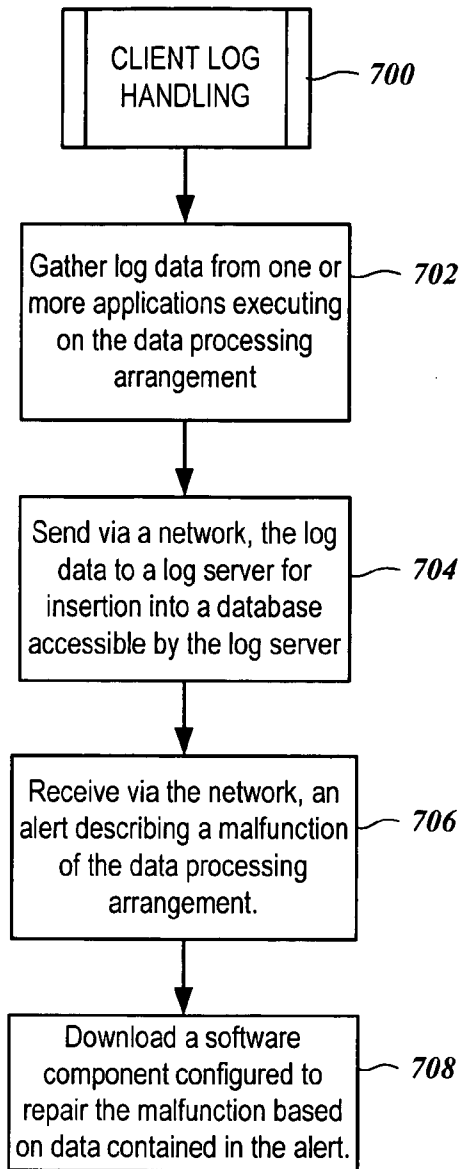 CLIENT LOG
HANDLING
700
Gather log data from one or
more applications executing
on the data processing
arrangement
702
Send via a network, the log
data to a log server for
insertion into a database
accessible by the log server
704
Receive via the network, an
alert describing a malfunction
of the data processing
arrangement.
706
Download a software
component configured to
repair the malfunction based
on data contained in the alert.
708